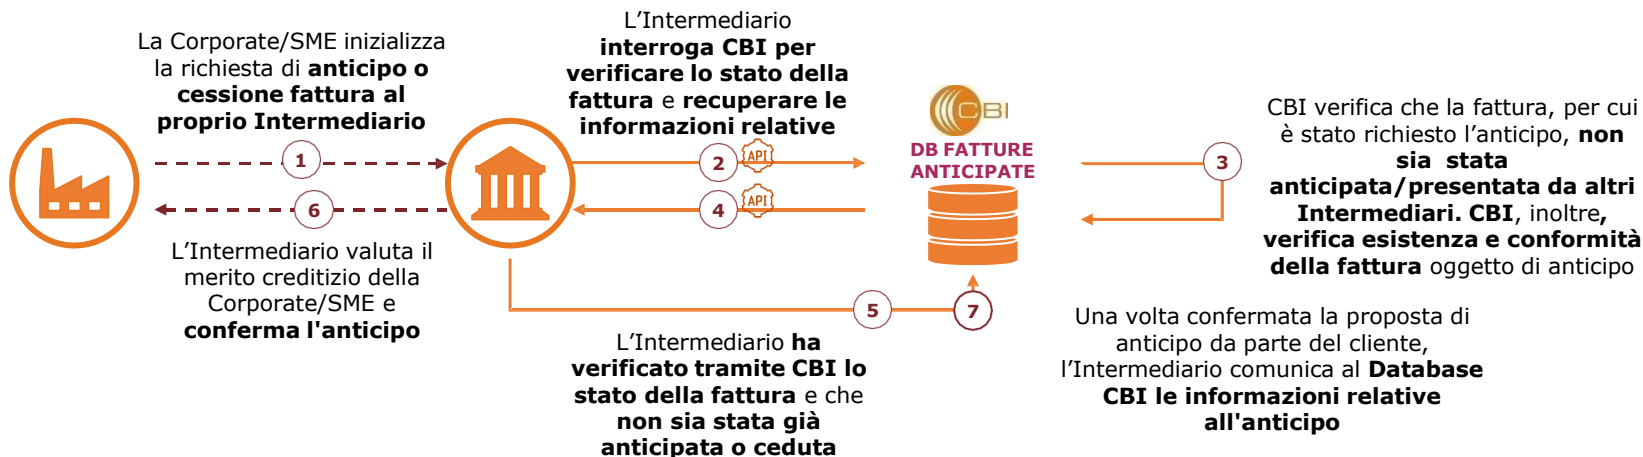 La Corporate/SME inizializza
la richiesta di anticipo o
cessione fattura al
proprio Intermediario
1
6
L’Intermediario valuta il
merito creditizio della
Corporate/SME e
conferma l'anticipo
L’Intermediario
interroga CBI per
verificare lo stato della
fattura e recuperare le
informazioni relative
2
API
4
API
CBI
DB FATTURE
ANTICIPATE
3
CBI verifica che la fattura, per cui
è stato richiesto l’anticipo, non
sia stata
anticipata/presentata da altri
Intermediari. CBI, inoltre,
verifica esistenza e conformità
della fattura oggetto di anticipo
5
7
L’Intermediario ha
verificato tramite CBI lo
stato della fattura e che
non sia stata già
anticipata o ceduta
Una volta confermata la proposta di
anticipo da parte del cliente,
l’Intermediario comunica al Database
CBI le informazioni relative
all'anticipo